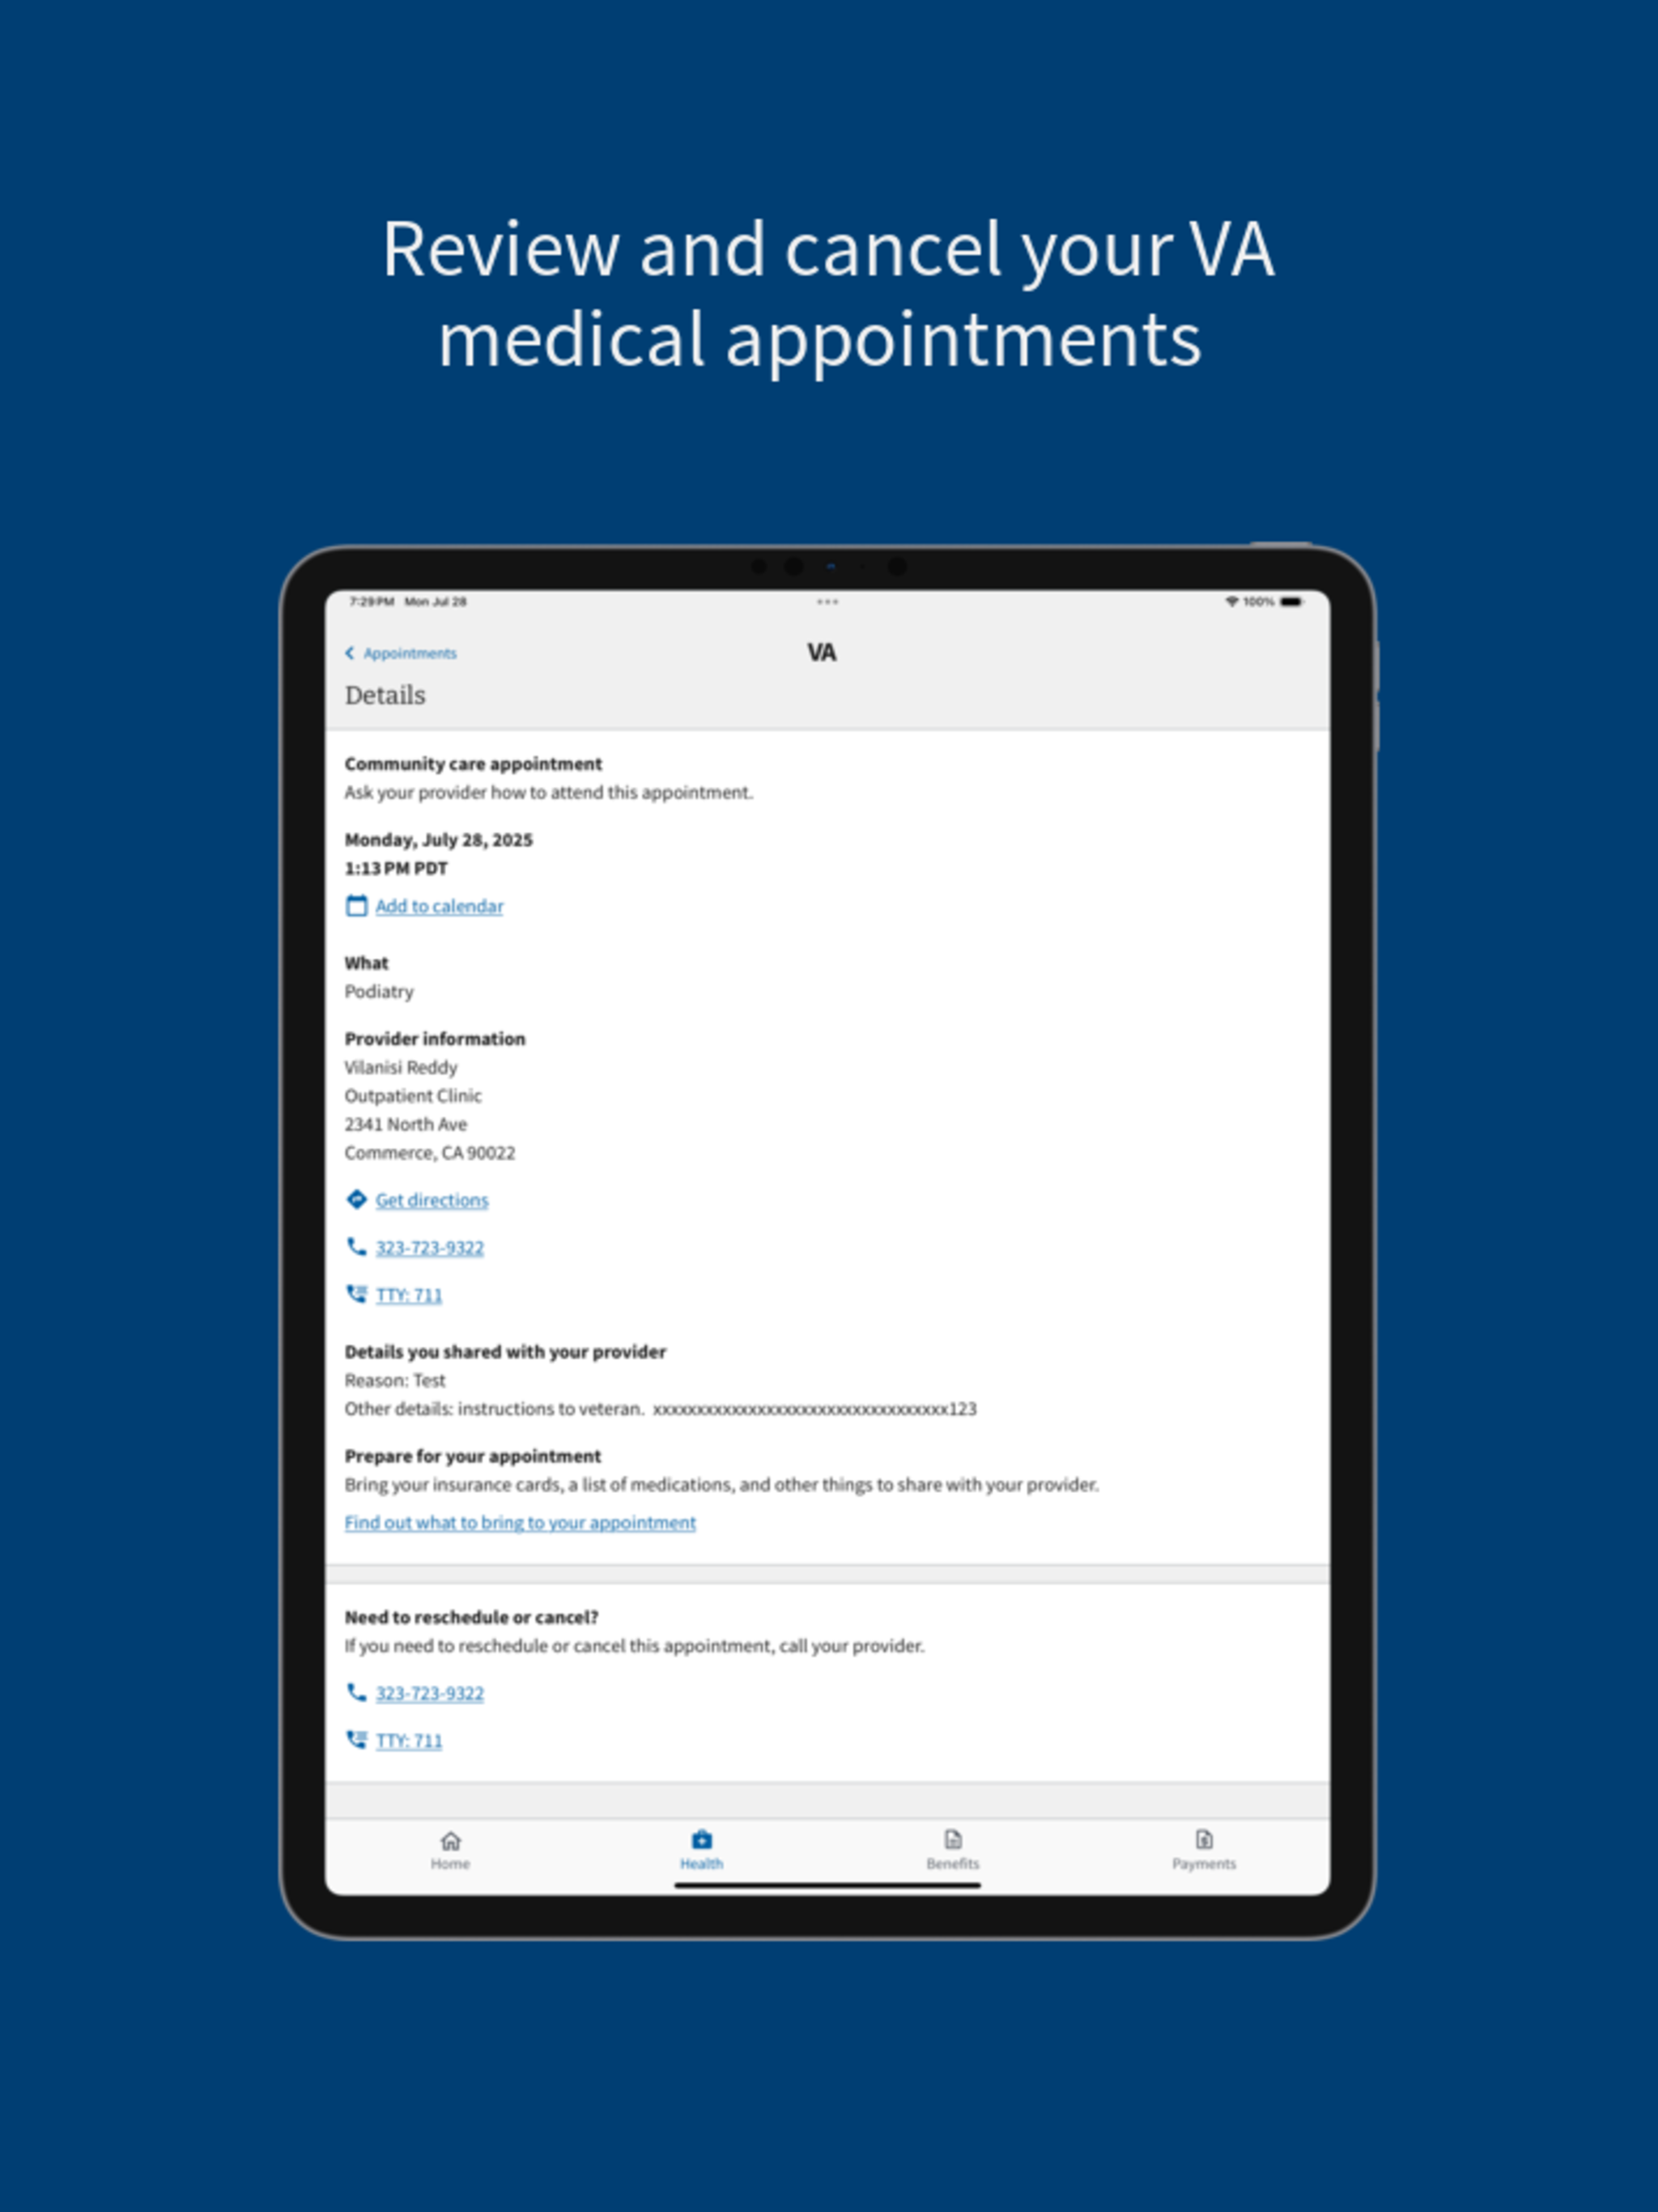 Review and cancel your VA
medical appointments
7:29 PM Mon Jul 28
100%
Appointments
VA
Details
Community care appointment
Ask your provider how to attend this appointment.
Monday, July 28, 2025
1:13 PM PDT
Add to calendar
What
Podiatry
Provider information
Vilanisi Reddy
Outpatient Clinic
2341 North Ave
Commerce, CA 90022
Get directions
323-723-9322
TTY: 711
Details you shared with your provider
Reason: Test
Other details: instructions to veteran. xxxxxxxxxxxxxxxxxxxxxxxxxxxxxxxxx123
Prepare for your appointment
Bring your insurance cards, a list of medications, and other things to share with your provider.
Find out what to bring to your appointment
Need to reschedule or cancel?
If you need to reschedule or cancel this appointment, call your provider.
323-723-9322
TTY: 711
Home
Health
Benefits
Payments